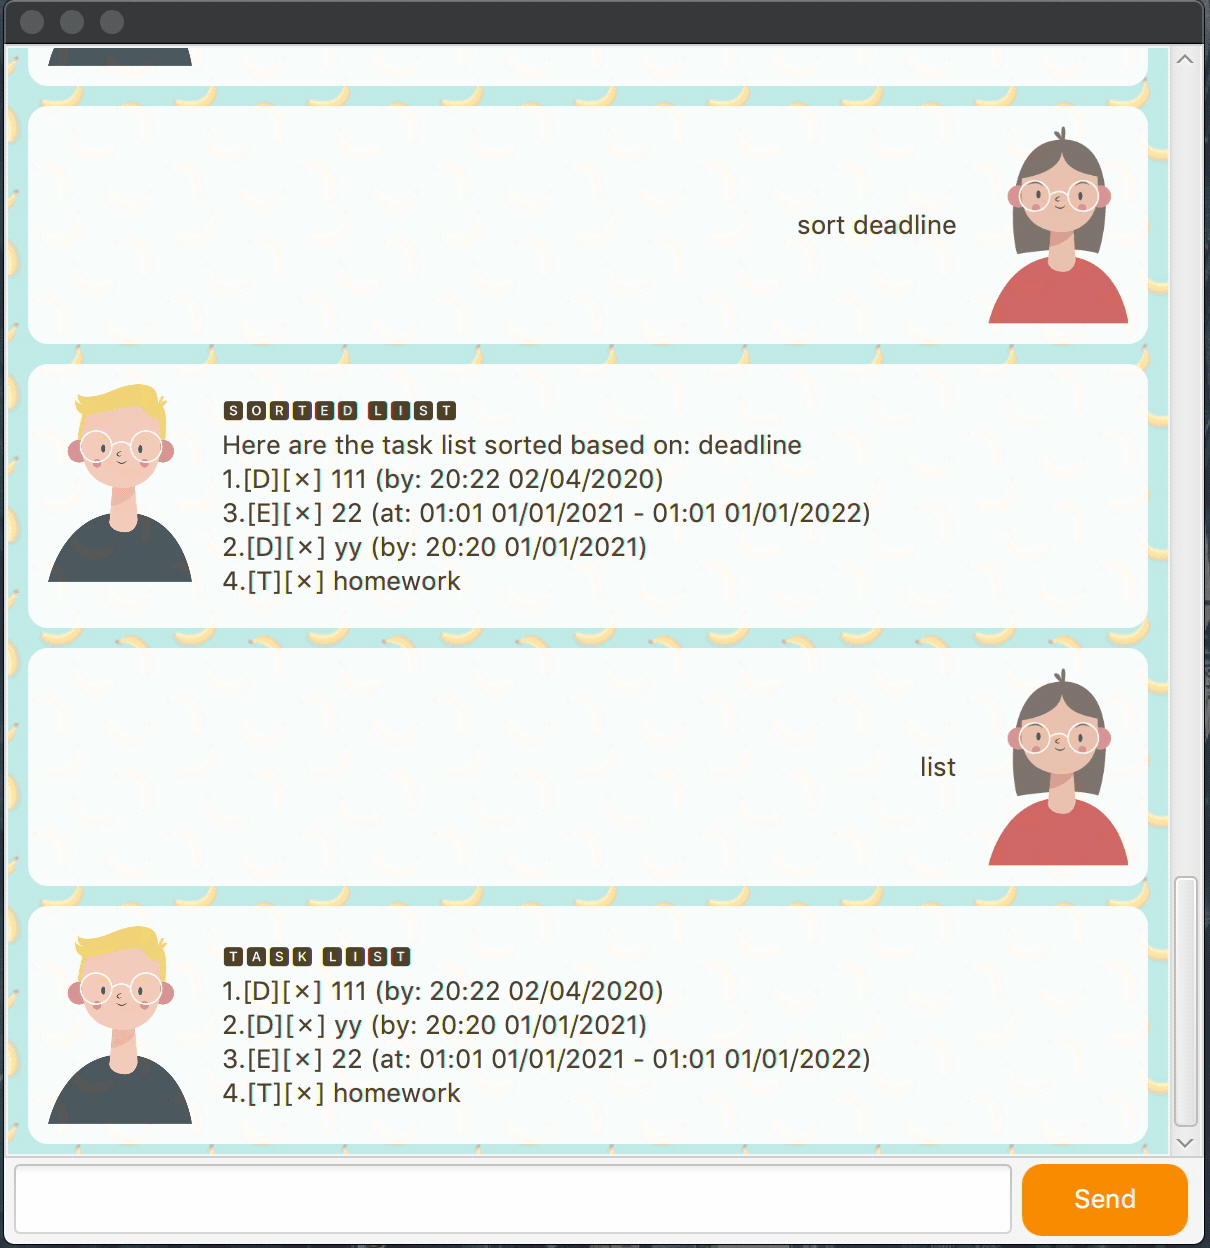 sort deadline
SORTED LIST
Here are the task list sorted based on: deadline
1.[D][×] 111 (by: 20:22 02/04/2020)
3.[E][×] 22 (at: 01:01 01/01/2021 - 01:01 01/01/2022)
2.[D][×] yy (by: 20:20 01/01/2021)
4.[T][×] homework
list
TASK LIST
1.[D][×] 111 (by: 20:22 02/04/2020)
2.[D][×] yy (by: 20:20 01/01/2021)
3.[E][×] 22 (at: 01:01 01/01/2021 - 01:01 01/01/2022)
4.[T][×] homework
Send